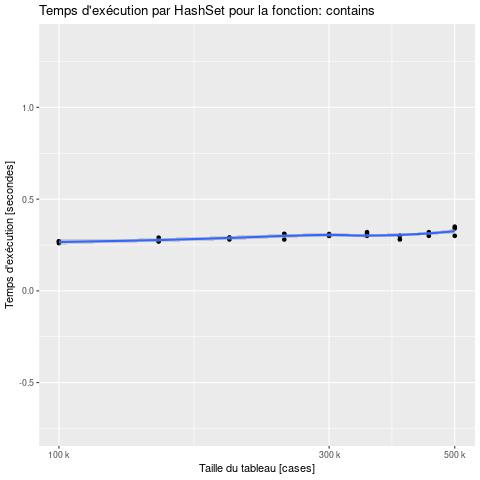 Temps d'exécution par HashSet pour la fonction: contains
Temps d'exécution [secondes]
1.0
0.5
0.0
-0.5
100 k
300 k
500 k
Taille du tableau [cases]